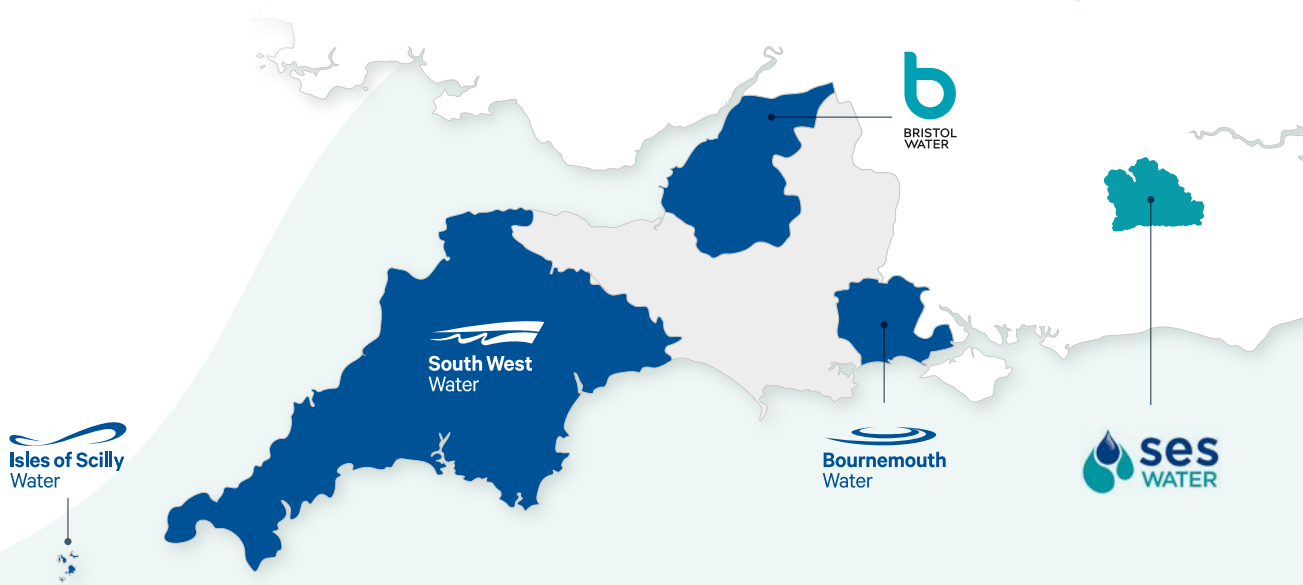 b
BRISTOL
WATER
South West
Water
Isles of Scilly
Water
Bournemouth
Water
ses
WATER